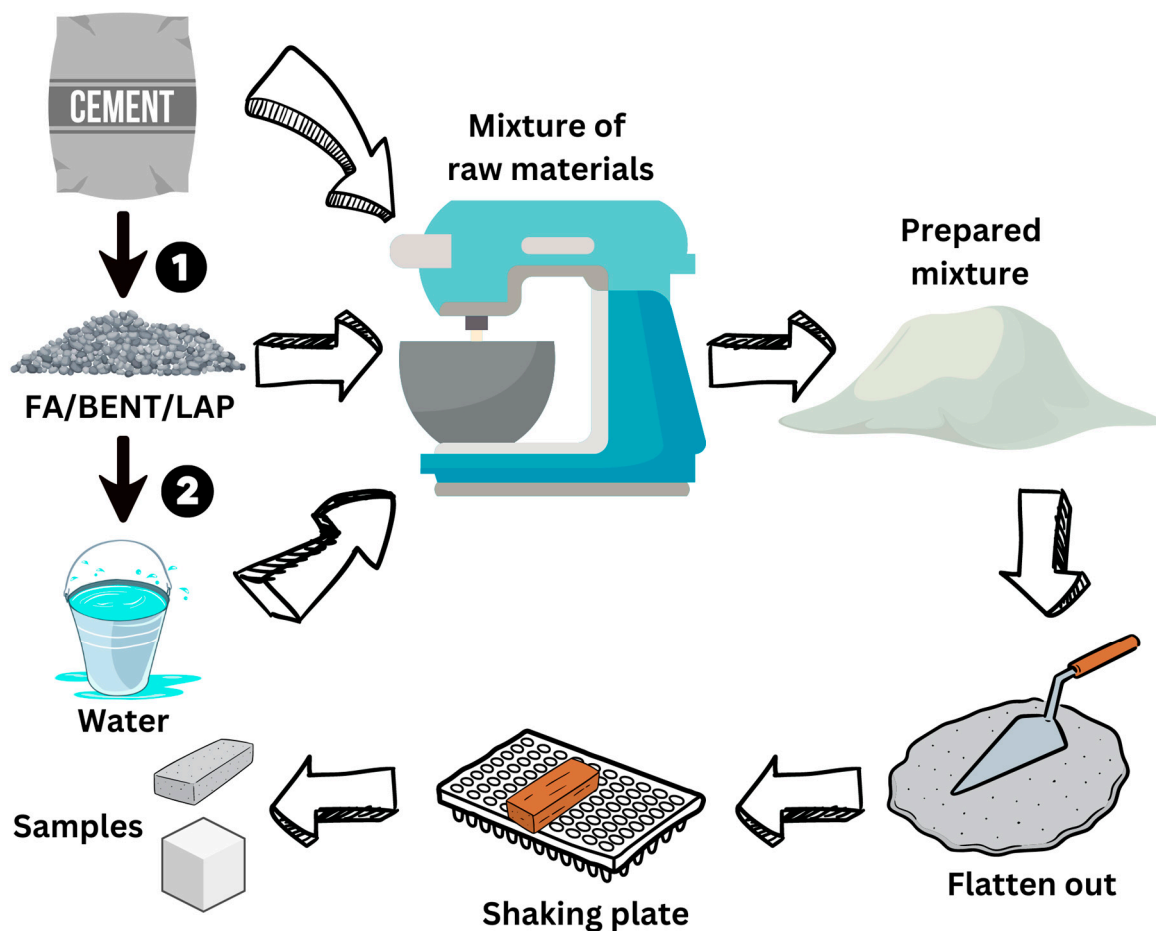 CEMENT
1
FA/BENT/LAP
2
Water
Mixture of
raw materials
Prepared
mixture
Flatten out
Shaking plate
Samples